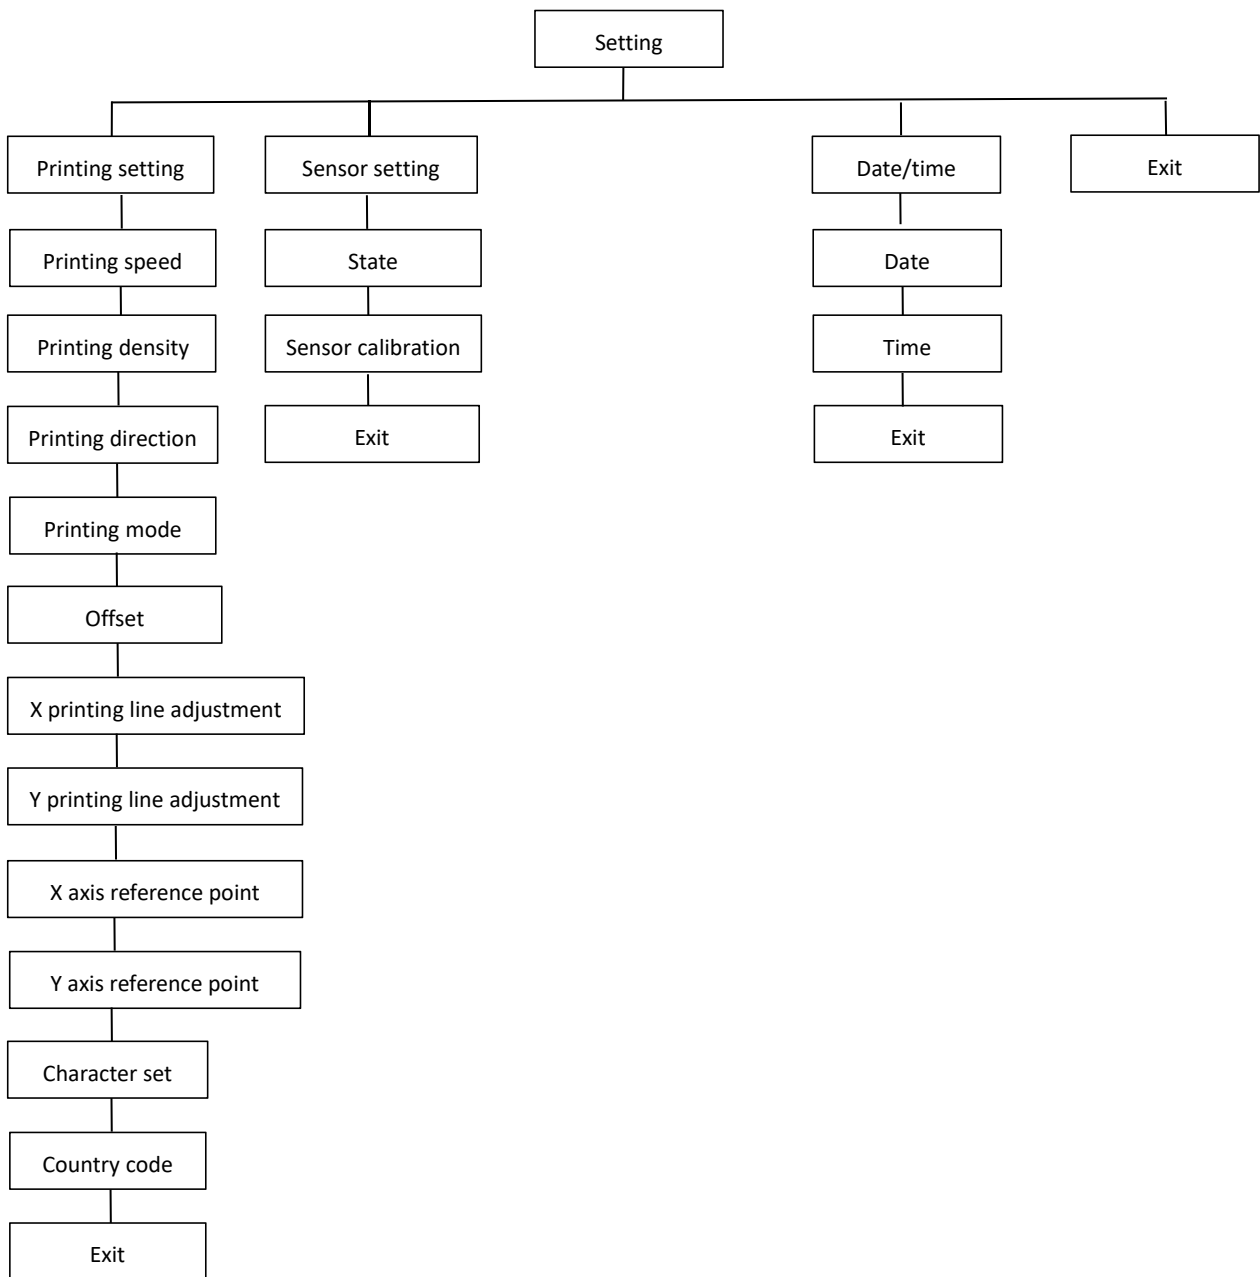 Setting
Printing setting
Sensor setting
Date/time
Exit
Printing speed
State
Date
Printing density
Sensor calibration
Time
Printing direction
Exit
Exit
Printing mode
Offset
X printing line adjustment
Y printing line adjustment
X axis reference point
Y axis reference point
Character set
Country code
Exit